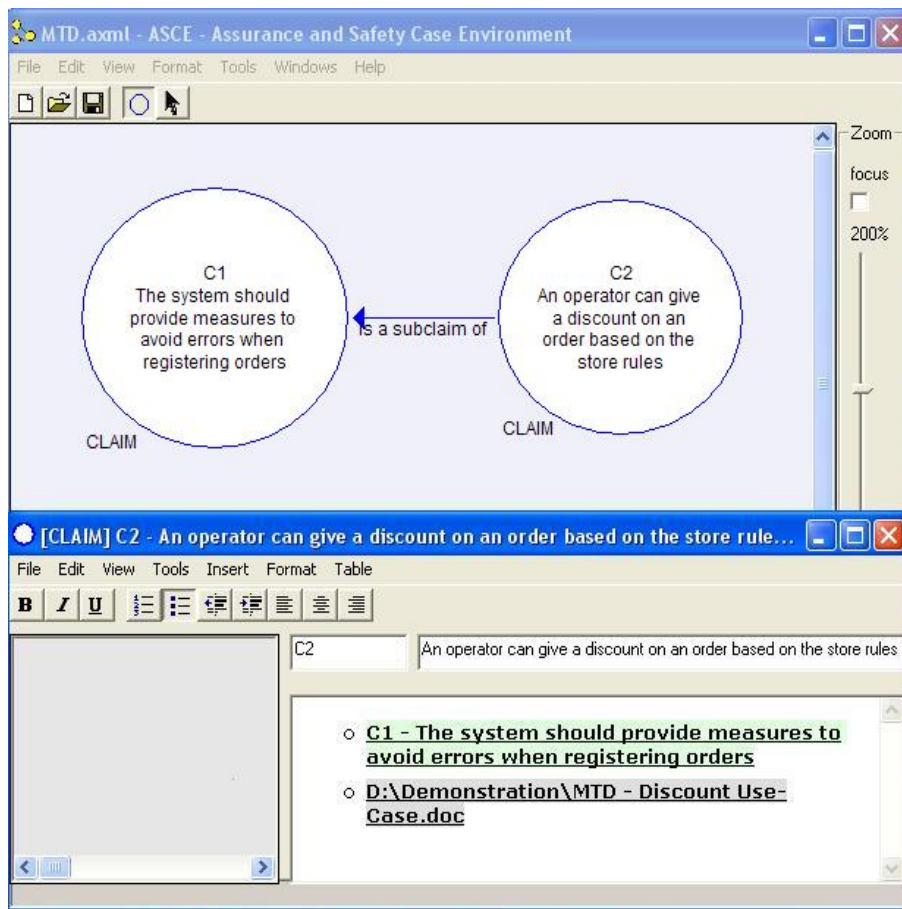 MTD.axml - ASCE - Assurance and Safety Case Environment
File Edit View Format Tools Windows Help
Zoom
focus
200%
C1
The system should
provide measures to
avoid errors when
registering orders
CLAIM
is a subclaim of
C2
An operator can give
a discount on an
order based on the
store rules
CLAIM
[CLAIM] C2 - An operator can give a discount on an order based on the store rule...
File Edit View Tools Insert Format Table
B I U
C2
An operator can give a discount on an order based on the store rules
C1 - The system should provide measures to
avoid errors when registering orders
D:\Demonstration\MTD - Discount Use-
Case.doc